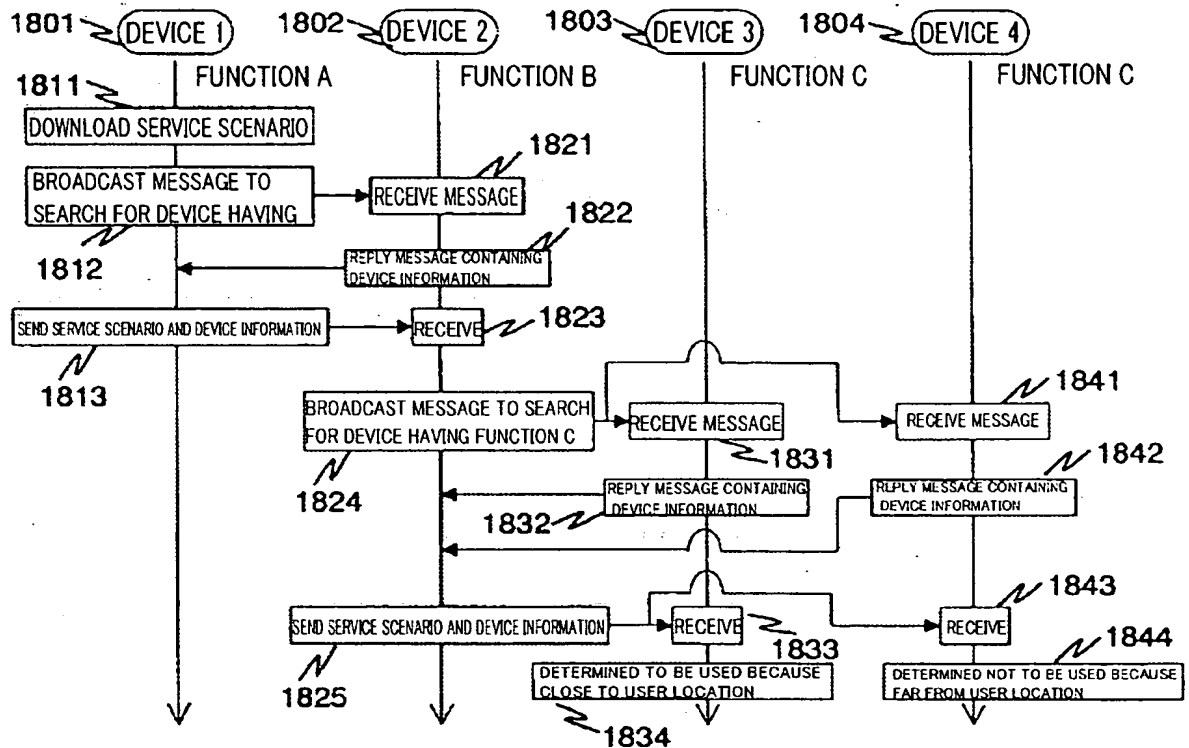 1801 DEVICE 1 1802 DEVICE 2 1803 DEVICE 3 1804 DEVICE 4
FUNCTION A FUNCTION B FUNCTION C FUNCTION C
1811
DOWNLOAD SERVICE SCENARIO
BROADCAST MESSAGE TO
SEARCH FOR DEVICE HAVING
1812
1821
RECEIVE MESSAGE
1822
REPLY MESSAGE CONTAINING
DEVICE INFORMATION
SEND SERVICE SCENARIO AND DEVICE INFORMATION
1813
RECEIVE
1823
BROADCAST MESSAGE TO SEARCH
FOR DEVICE HAVING FUNCTION C
1824
RECEIVE MESSAGE
1831
1841
RECEIVE MESSAGE
REPLY MESSAGE CONTAINING
DEVICE INFORMATION
1832
1842
REPLY MESSAGE CONTAINING
DEVICE INFORMATION
SEND SERVICE SCENARIO AND DEVICE INFORMATION
1825
RECEIVE
1833
1843
RECEIVE
DETERMINED TO BE USED BECAUSE
CLOSE TO USER LOCATION
1834
1844
DETERMINED NOT TO BE USED BECAUSE
FAR FROM USER LOCATION